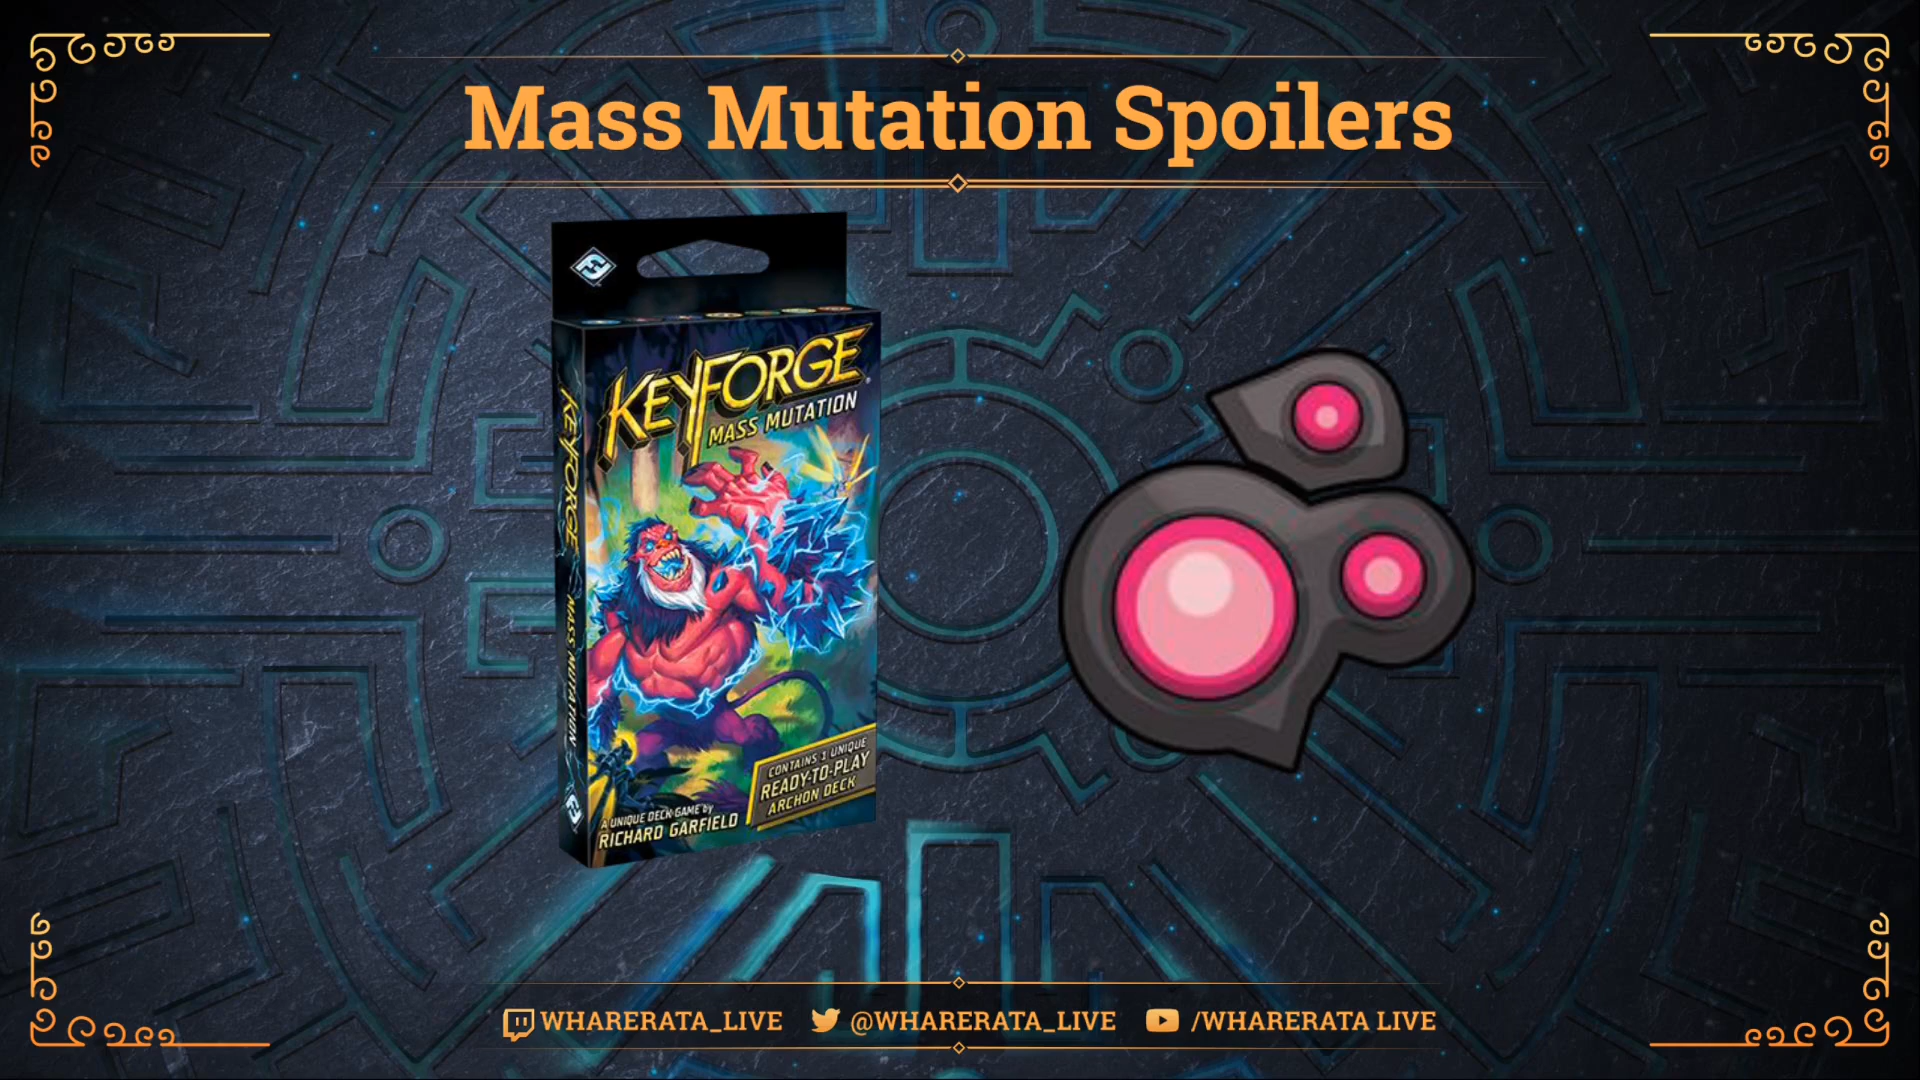 Mass Mutation Spoilers
KEYFORGE
MASS MUTATION
KEYFORGE MASS MUTATION
CONTAINS 1 UNIQUE
READY-TO-PLAY
ARCHON DECK
A UNIQUE DECK GAME by
RICHARD GARFIELD
WHARERATA_LIVE @WHARERATA_LIVE /WHARERATA LIVE